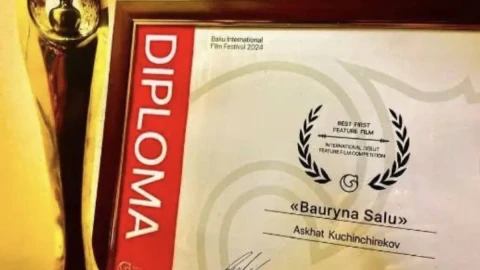 DIPLOMA
Baku International
Film Festival 2024
BEST FIRST
FEATURE FILM
INTERNATIONAL DEBUT
FEATURE FILM COMPETITION
«Bauryna Salu»
Askhat Kuchinchirekov